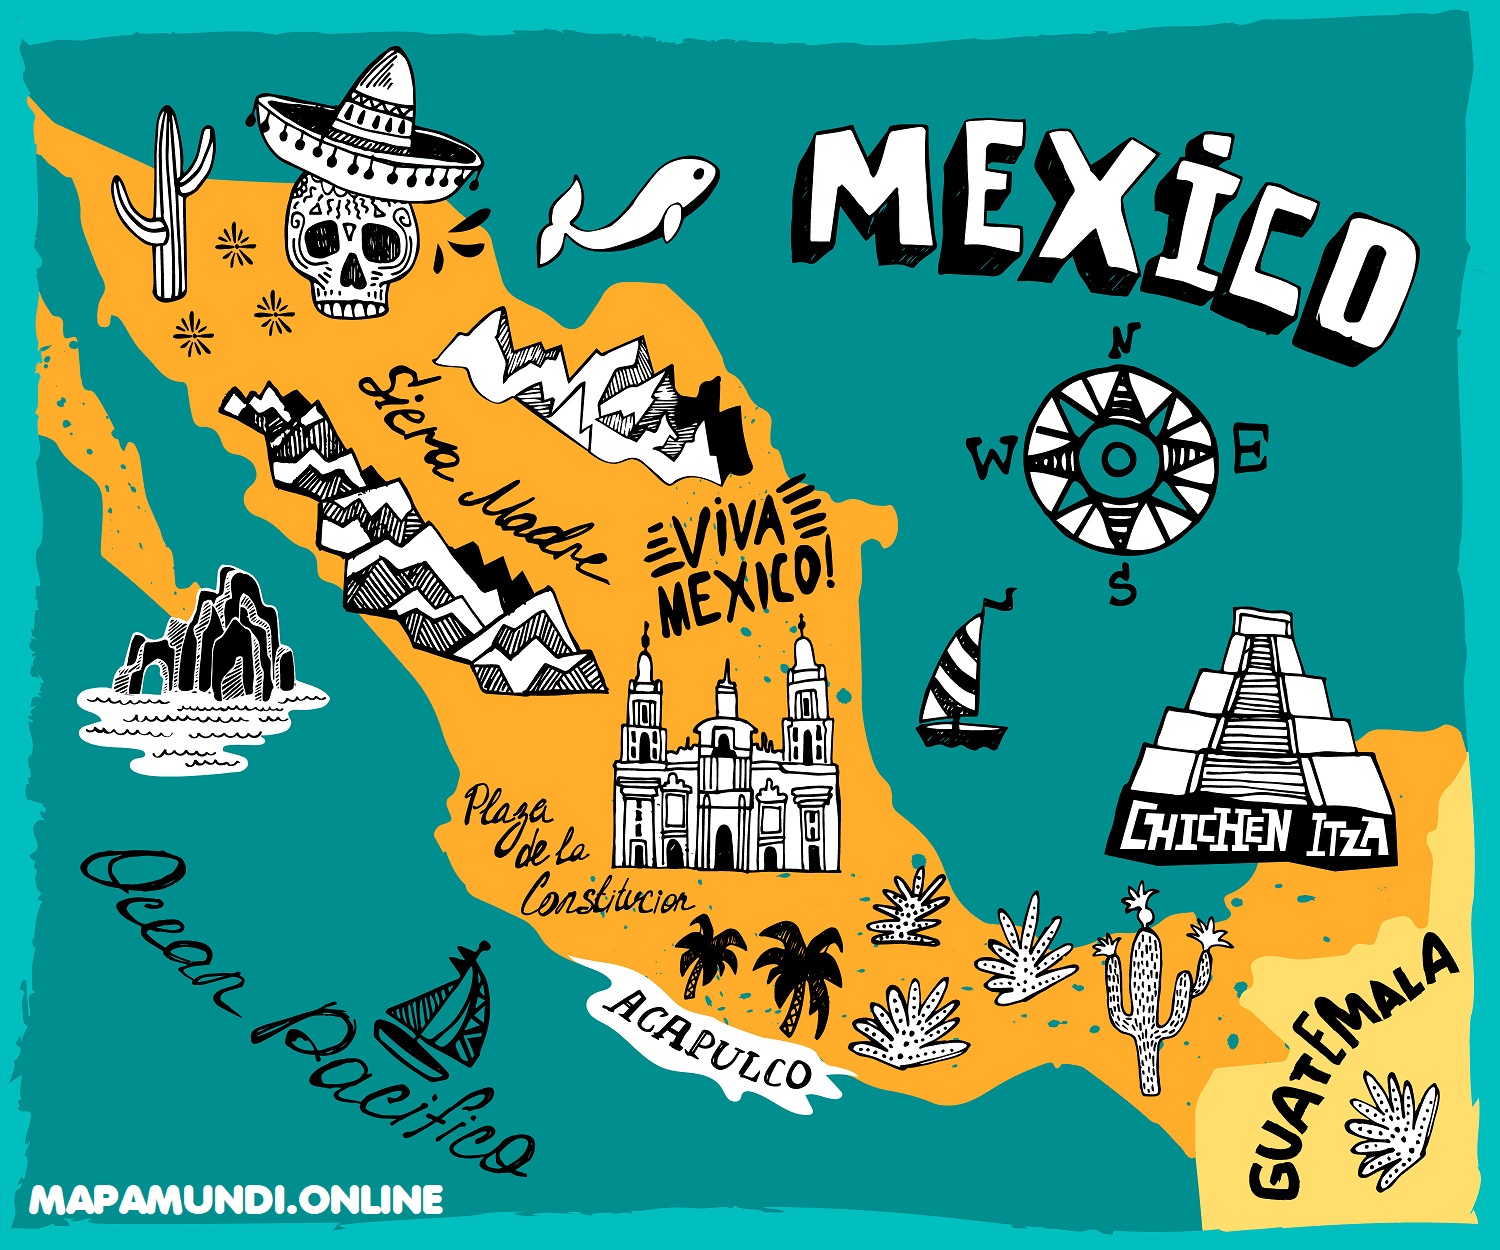 MEXÍCO
N
W E
S
Siera Madre
VIVA
MEXICO!
CHICHEN ITZA
Plaza
de la
Constitucion
Ocean Pacifico
ACAPULCO
GUATEMALA
MAPAMUNDI.ONLINE